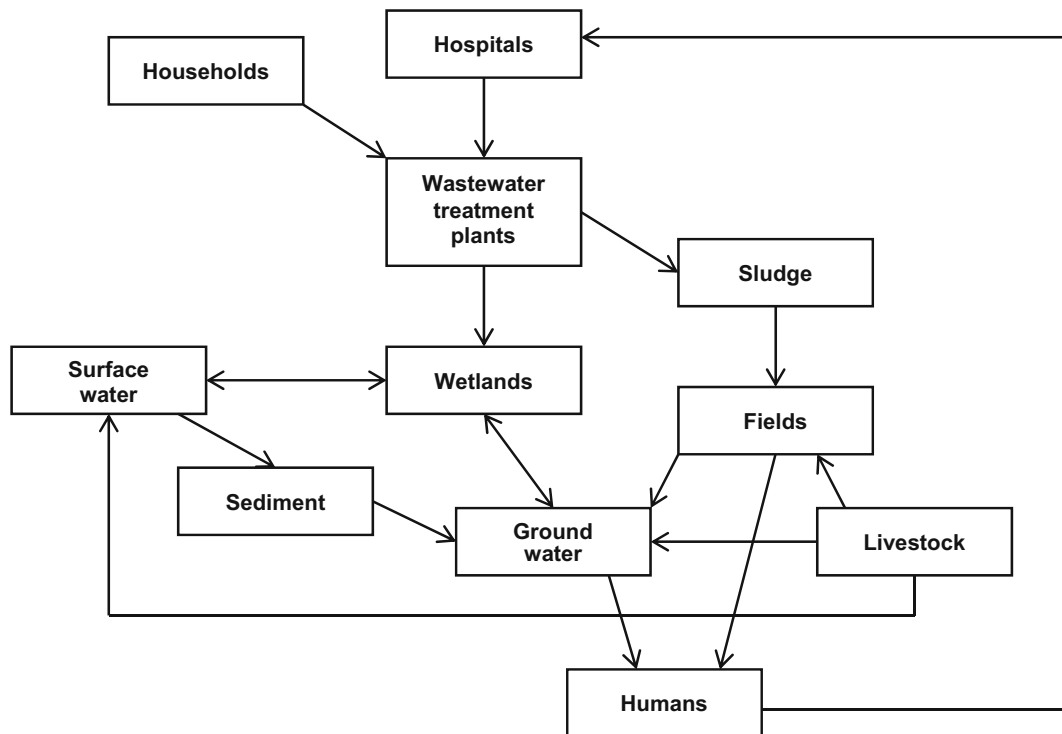 Hospitals
Households
Wastewater
treatment
plants
Sludge
Surface
water
Wetlands
Fields
Sediment
Ground
water
Livestock
Humans